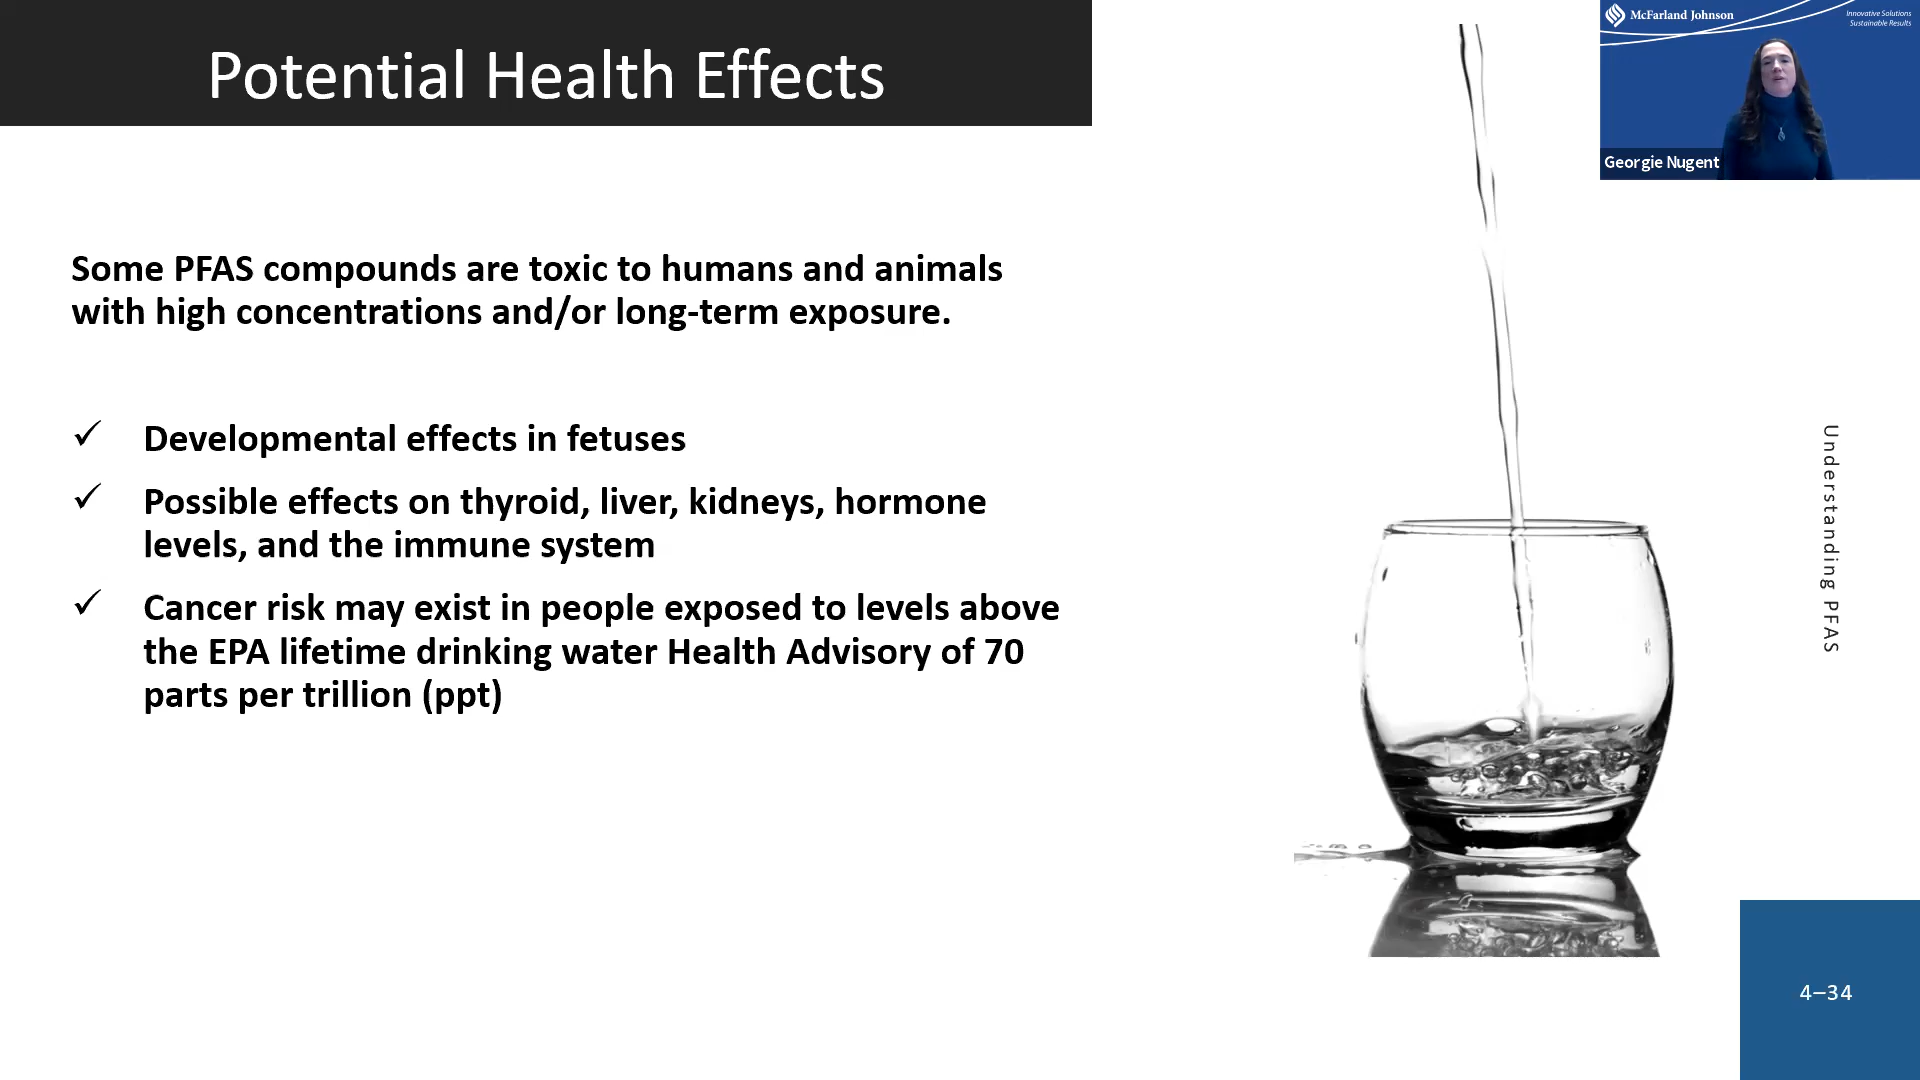 Potential Health Effects
McFarland Johnson
Innovative Solutions
Sustainable Results
Georgie Nugent
Some PFAS compounds are toxic to humans and animals
with high concentrations and/or long-term exposure.
✓ Developmental effects in fetuses
✓ Possible effects on thyroid, liver, kidneys, hormone
levels, and the immune system
✓ Cancer risk may exist in people exposed to levels above
the EPA lifetime drinking water Health Advisory of 70
parts per trillion (ppt)
Understanding PFAS
4–34